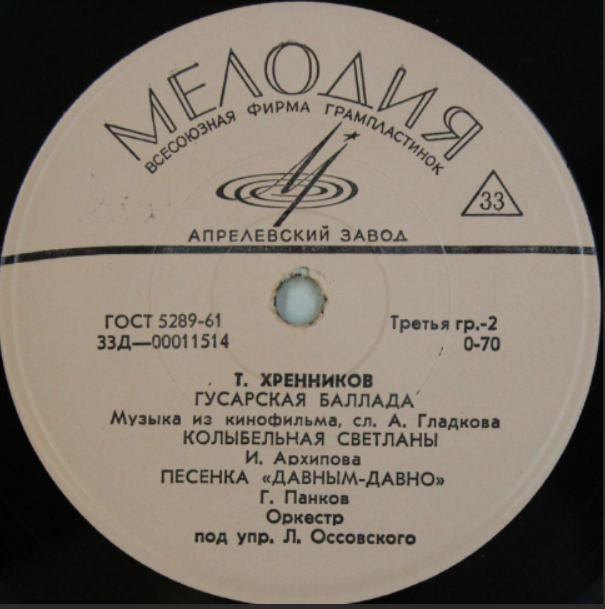 МЕЛОДИЯ
ВСЕСОЮЗНАЯ ФИРМА ГРАМПЛАСТИНОК
33
АПРЕЛЕВСКИЙ ЗАВОД
ГОСТ 5289-61 Третья гр.-2
33Д—00011514 0-70
Т. ХРЕННИКОВ
ГУСАРСКАЯ БАЛЛАДА
Музыка из кинофильма, сл. А. Гладкова
КОЛЫБЕЛЬНАЯ СВЕТЛАНЫ
И. Архипова
ПЕСЕНКА «ДАВНЫМ-ДАВНО»
Г. Панков
Оркестр
под упр. Л. Оссовского